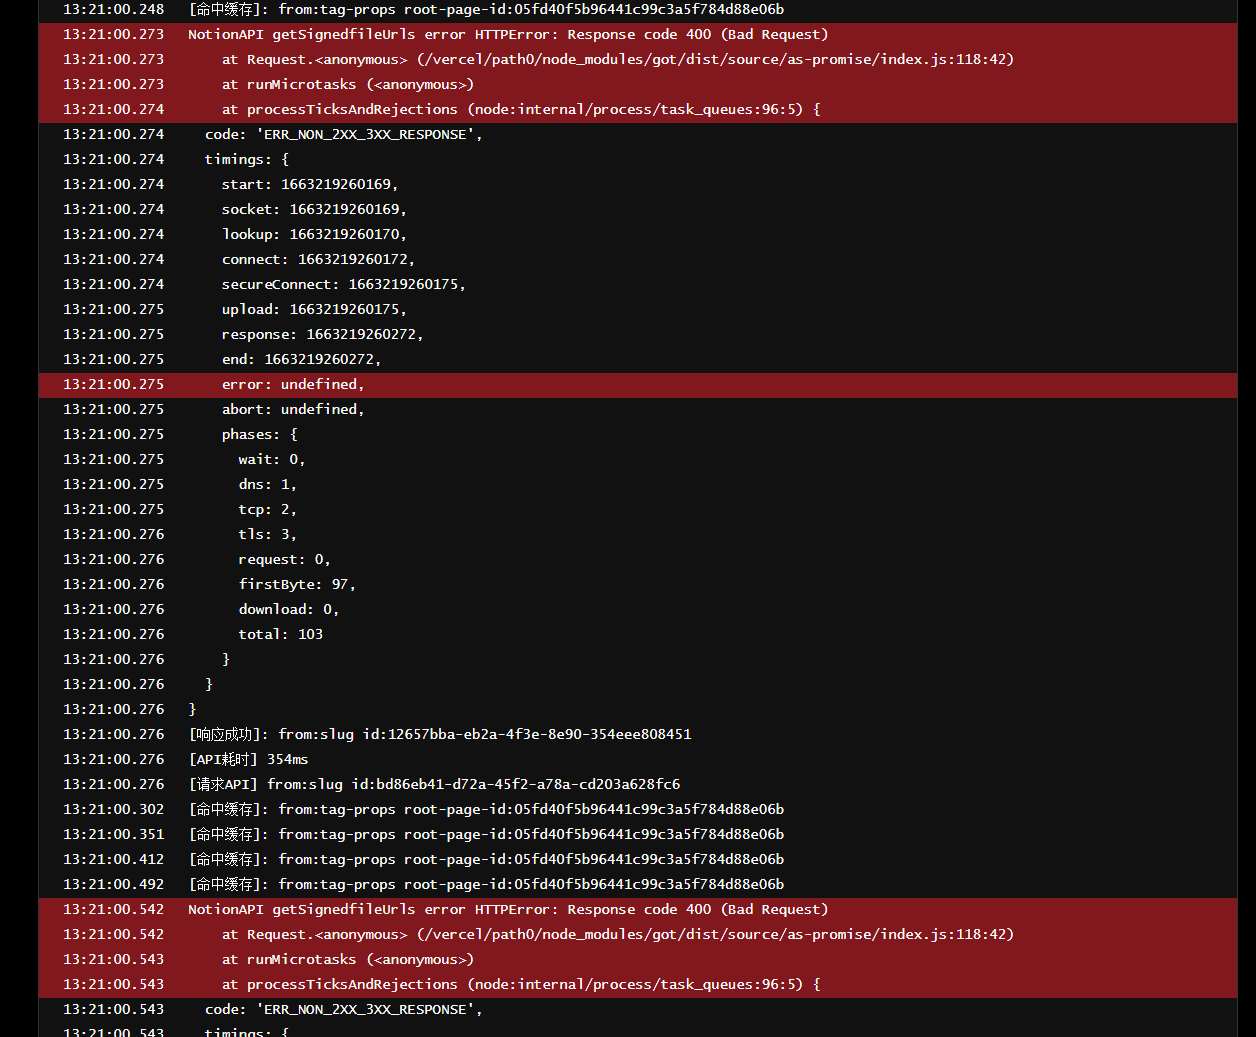 13:21:00.248 [命中缓存]: from:tag-props root-page-id:05fd40f5b96441c99c3a5f784d88e06b
13:21:00.273 NotionAPI getSignedfileUrls error HTTPError: Response code 400 (Bad Request)
13:21:00.273 at Request.<anonymous> (/vercel/path0/node_modules/got/dist/source/as-promise/index.js:118:42)
13:21:00.273 at runMicrotasks (<anonymous>)
13:21:00.274 at processTicksAndRejections (node:internal/process/task_queues:96:5) {
13:21:00.274 code: 'ERR_NON_2XX_3XX_RESPONSE',
13:21:00.274 timings: {
13:21:00.274 start: 1663219260169,
13:21:00.274 socket: 1663219260169,
13:21:00.274 lookup: 1663219260170,
13:21:00.274 connect: 1663219260172,
13:21:00.274 secureConnect: 1663219260175,
13:21:00.275 upload: 1663219260175,
13:21:00.275 response: 1663219260272,
13:21:00.275 end: 1663219260272,
13:21:00.275 error: undefined,
13:21:00.275 abort: undefined,
13:21:00.275 phases: {
13:21:00.275 wait: 0,
13:21:00.275 dns: 1,
13:21:00.275 tcp: 2,
13:21:00.276 tls: 3,
13:21:00.276 request: 0,
13:21:00.276 firstByte: 97,
13:21:00.276 download: 0,
13:21:00.276 total: 103
13:21:00.276 }
13:21:00.276 }
13:21:00.276 }
13:21:00.276 [响应成功]: from:slug id:12657bba-eb2a-4f3e-8e90-354eee808451
13:21:00.276 [API耗时] 354ms
13:21:00.276 [请求API] from:slug id:bd86eb41-d72a-45f2-a78a-cd203a628fc6
13:21:00.302 [命中缓存]: from:tag-props root-page-id:05fd40f5b96441c99c3a5f784d88e06b
13:21:00.351 [命中缓存]: from:tag-props root-page-id:05fd40f5b96441c99c3a5f784d88e06b
13:21:00.412 [命中缓存]: from:tag-props root-page-id:05fd40f5b96441c99c3a5f784d88e06b
13:21:00.492 [命中缓存]: from:tag-props root-page-id:05fd40f5b96441c99c3a5f784d88e06b
13:21:00.542 NotionAPI getSignedfileUrls error HTTPError: Response code 400 (Bad Request)
13:21:00.542 at Request.<anonymous> (/vercel/path0/node_modules/got/dist/source/as-promise/index.js:118:42)
13:21:00.543 at runMicrotasks (<anonymous>)
13:21:00.543 at processTicksAndRejections (node:internal/process/task_queues:96:5) {
13:21:00.543 code: 'ERR_NON_2XX_3XX_RESPONSE',
13:21:00.543 timings: {